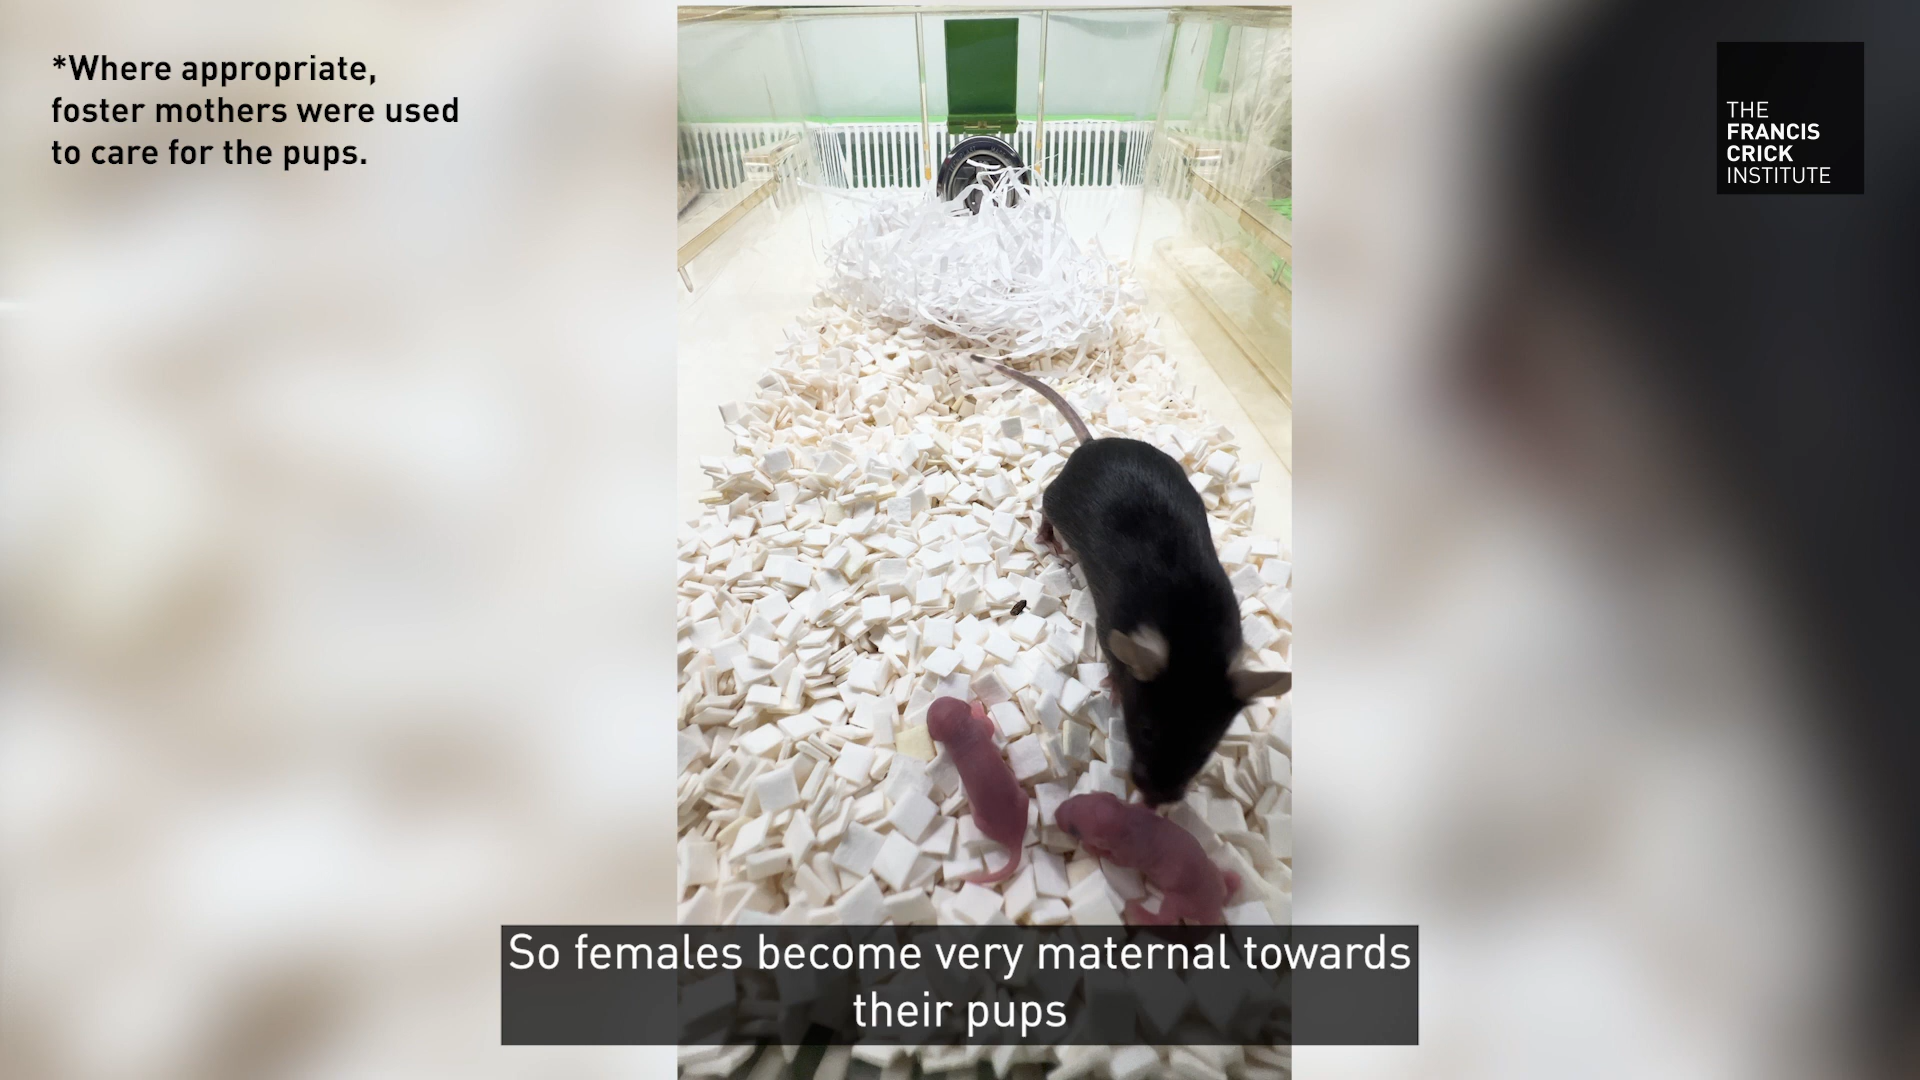 *Where appropriate,
foster mothers were used
to care for the pups.
THE
FRANCIS
CRICK
INSTITUTE
So females become very maternal towards
their pups